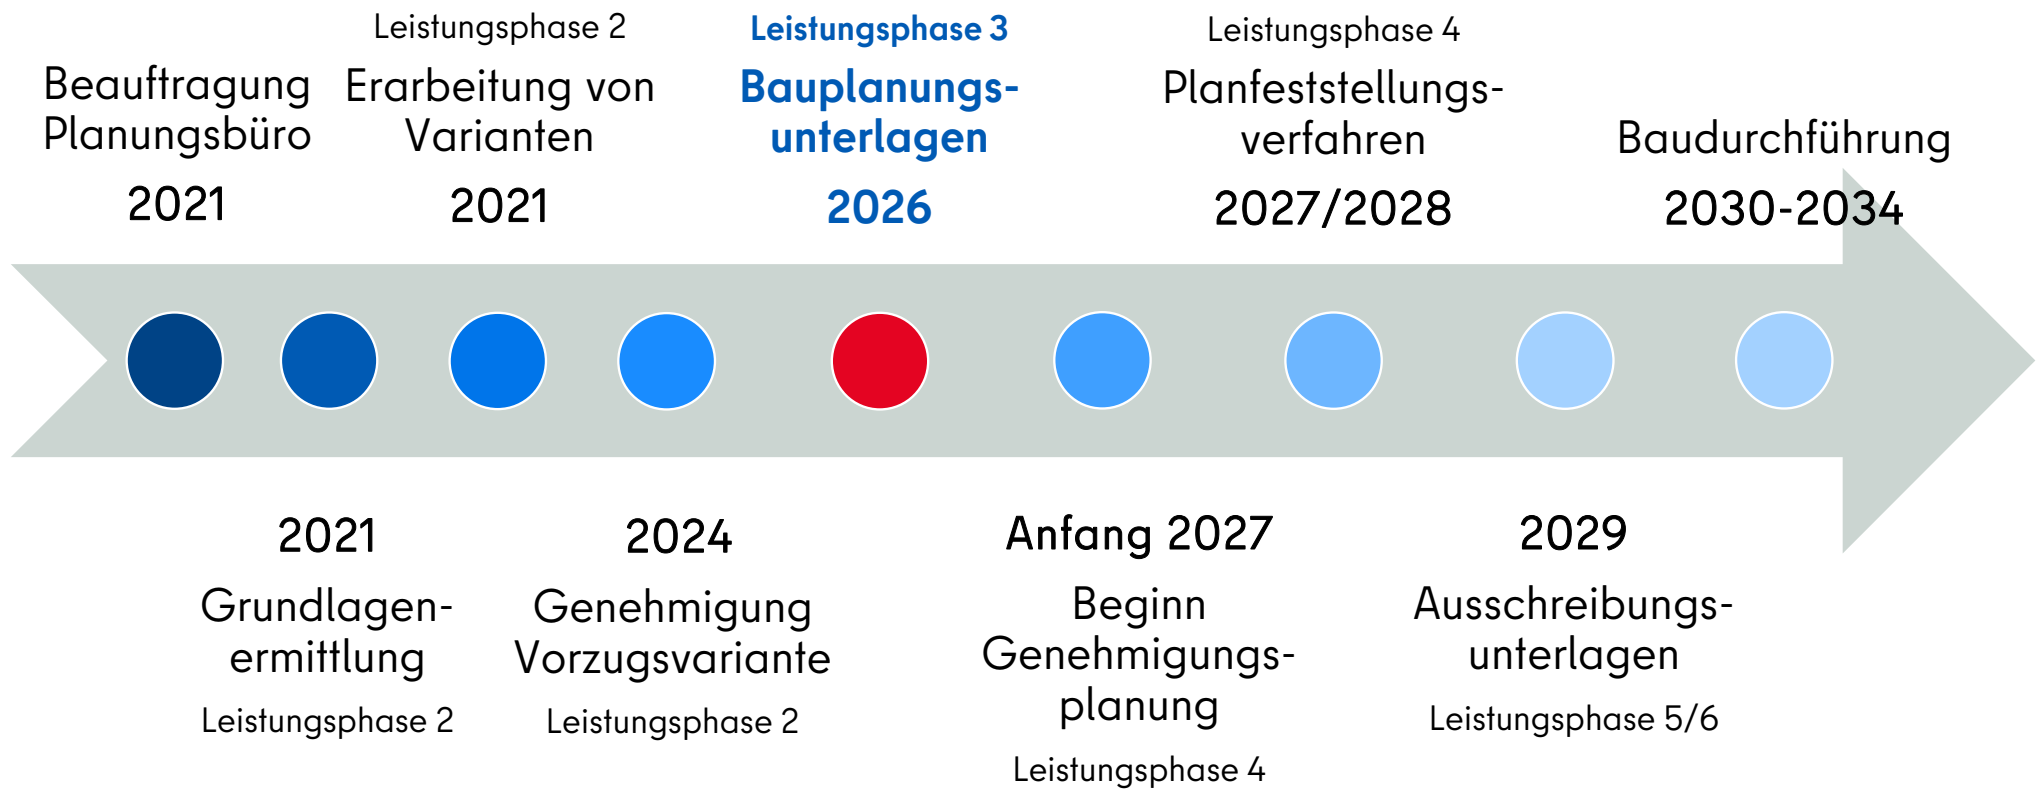 Beauftragung
Planungsbüro
2021
Leistungsphase 2
Erarbeitung von
Varianten
2021
Leistungsphase 3
Bauplanungs-
unterlagen
2026
Leistungsphase 4
Planfeststellungs-
verfahren
2027/2028
Baudurchführung
2030-2034
2021
Grundlagen-
ermittlung
Leistungsphase 2
2024
Genehmigung
Vorzugsvariante
Leistungsphase 2
Anfang 2027
Beginn
Genehmigungs-
planung
Leistungsphase 4
2029
Ausschreibungs-
unterlagen
Leistungsphase 5/6